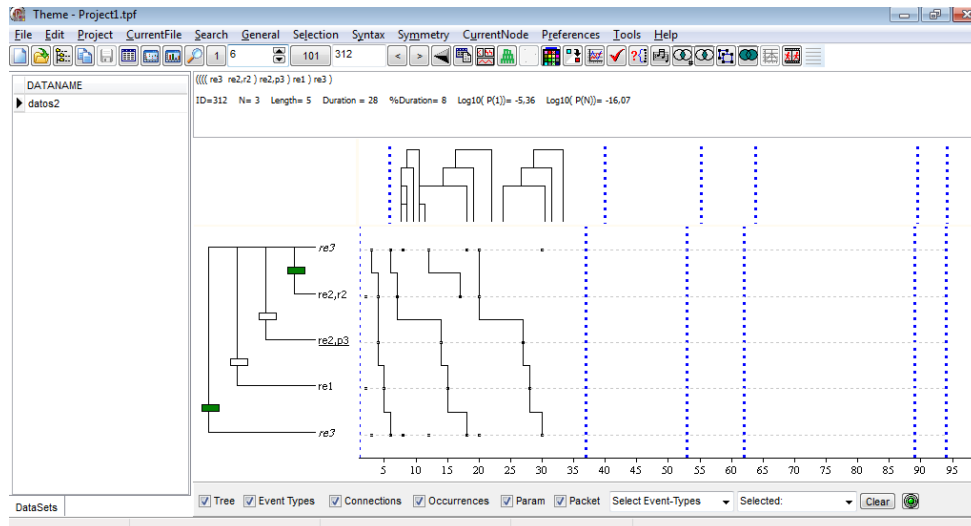 Theme - Project1.tpf
File Edit Project CurrentFile Search General Selection Syntax Symmetry CurrentNode Preferences Tools Help
1 6 101 312 < >
DATANAME
datos2
(((( re3 re2,r2 ) re2,p3 ) re1 ) re3 )
ID=312 N= 3 Length= 5 Duration = 28 %Duration= 8 Log10( P(1))= -5,36 Log10( P(N))= -16,07
re3
re2,r2
re2,p3
re1
re3
5 10 15 20 25 30 35 40 45 50 55 60 65 70 75 80 85 90 95
DataSets
Tree Event Types Connections Occurrences Param Packet Select Event-Types Selected: Clear